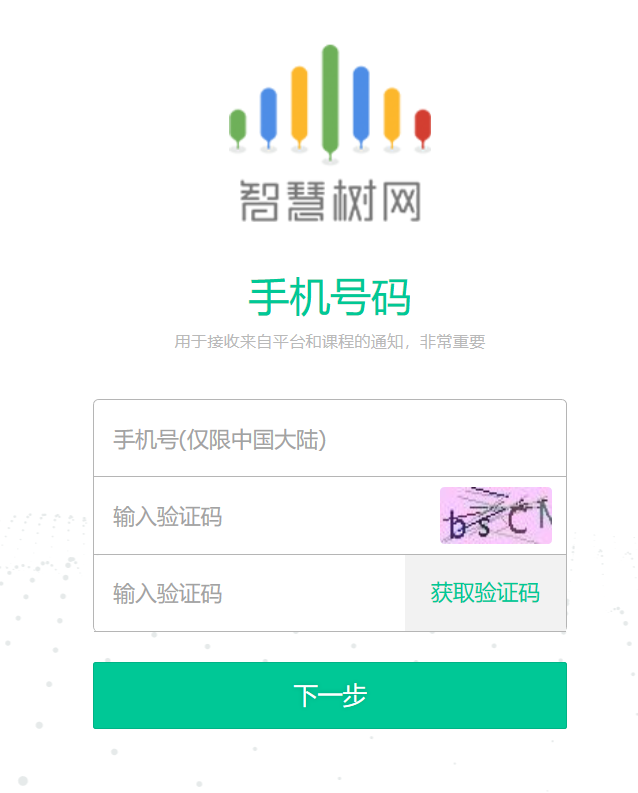 智慧树网
手机号码
用于接收来自平台和课程的通知，非常重要
手机号(仅限中国大陆)
输入验证码
输入验证码
获取验证码
下一步